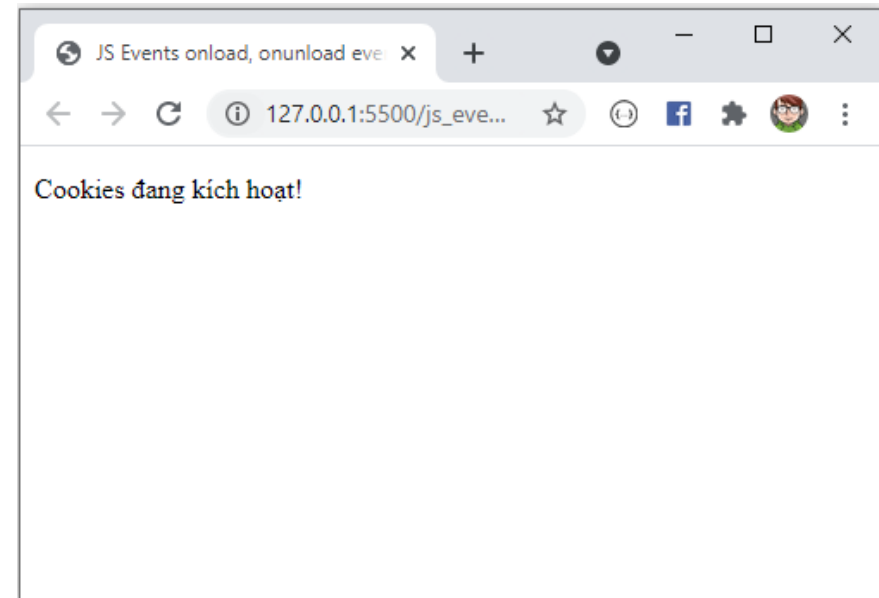 JS Events onload, onunload eve
127.0.0.1:5500/js_eve...
Cookies đang kích hoạt!